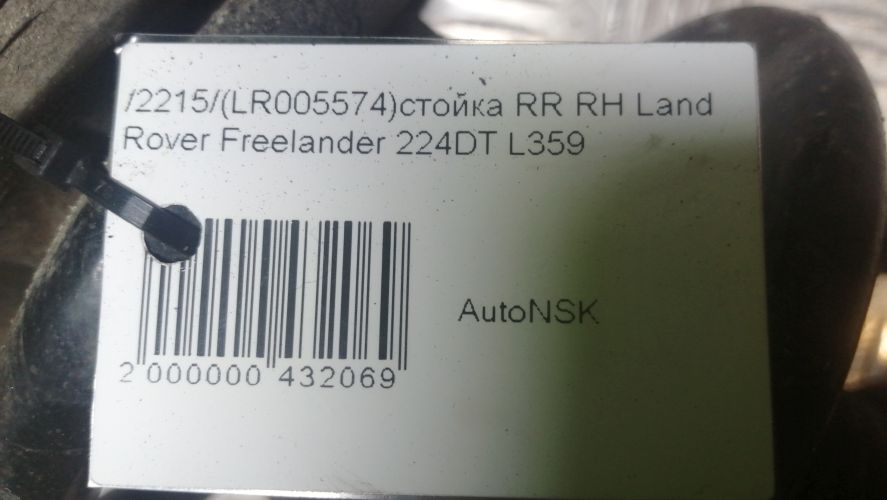 /2215/(LR005574)стойка RR RH Land
Rover Freelander 224DT L359
AutoNSK
2 000000 432069